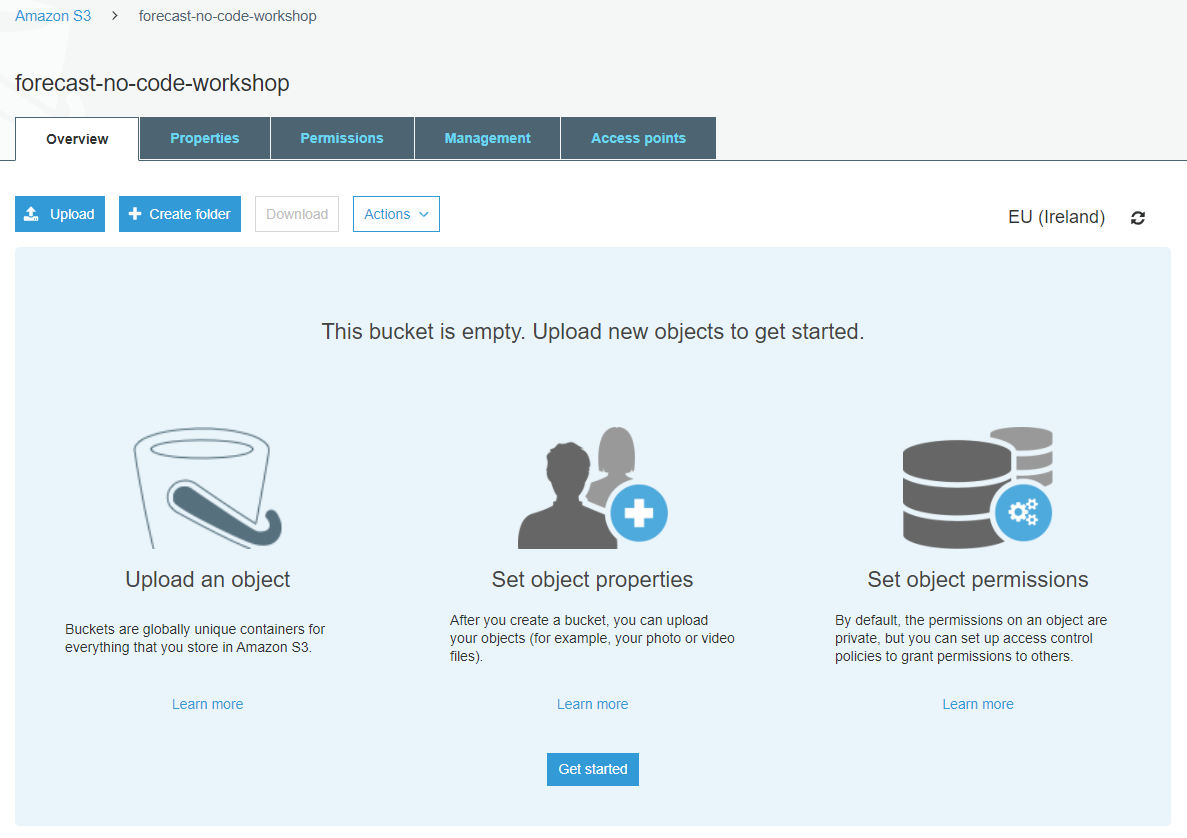 Amazon S3 > forecast-no-code-workshop
forecast-no-code-workshop
Overview Properties Permissions Management Access points
Upload Create folder Download Actions EU (Ireland)
This bucket is empty. Upload new objects to get started.
Upload an object
Buckets are globally unique containers for
everything that you store in Amazon S3.
Learn more
Set object properties
After you create a bucket, you can upload
your objects (for example, your photo or video
files).
Learn more
Set object permissions
By default, the permissions on an object are
private, but you can set up access control
policies to grant permissions to others.
Learn more
Get started